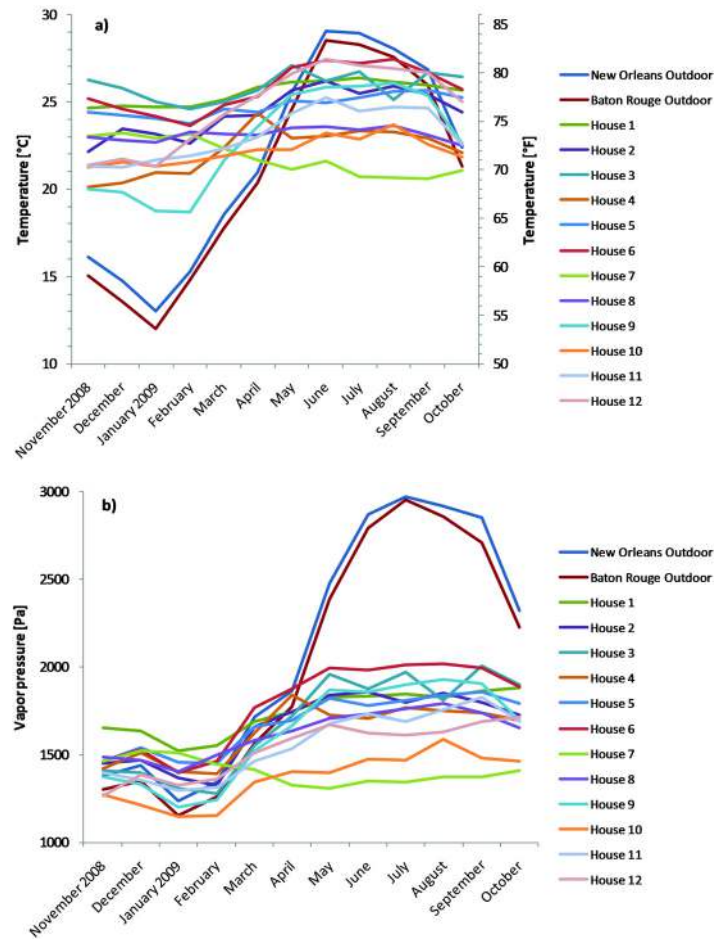 a)
30
25
20
15
10
Temperature [°C]
85
80
75
70
65
60
55
50
Temperature [°F]
November 2008
December
January 2009
February
March
April
May
June
July
August
September
October
New Orleans Outdoor
Baton Rouge Outdoor
House 1
House 2
House 3
House 4
House 5
House 6
House 7
House 8
House 9
House 10
House 11
House 12
b)
3000
2500
2000
1500
1000
Vapor pressure [Pa]
November 2008
December
January 2009
February
March
April
May
June
July
August
September
October
New Orleans Outdoor
Baton Rouge Outdoor
House 1
House 2
House 3
House 4
House 5
House 6
House 7
House 8
House 9
House 10
House 11
House 12